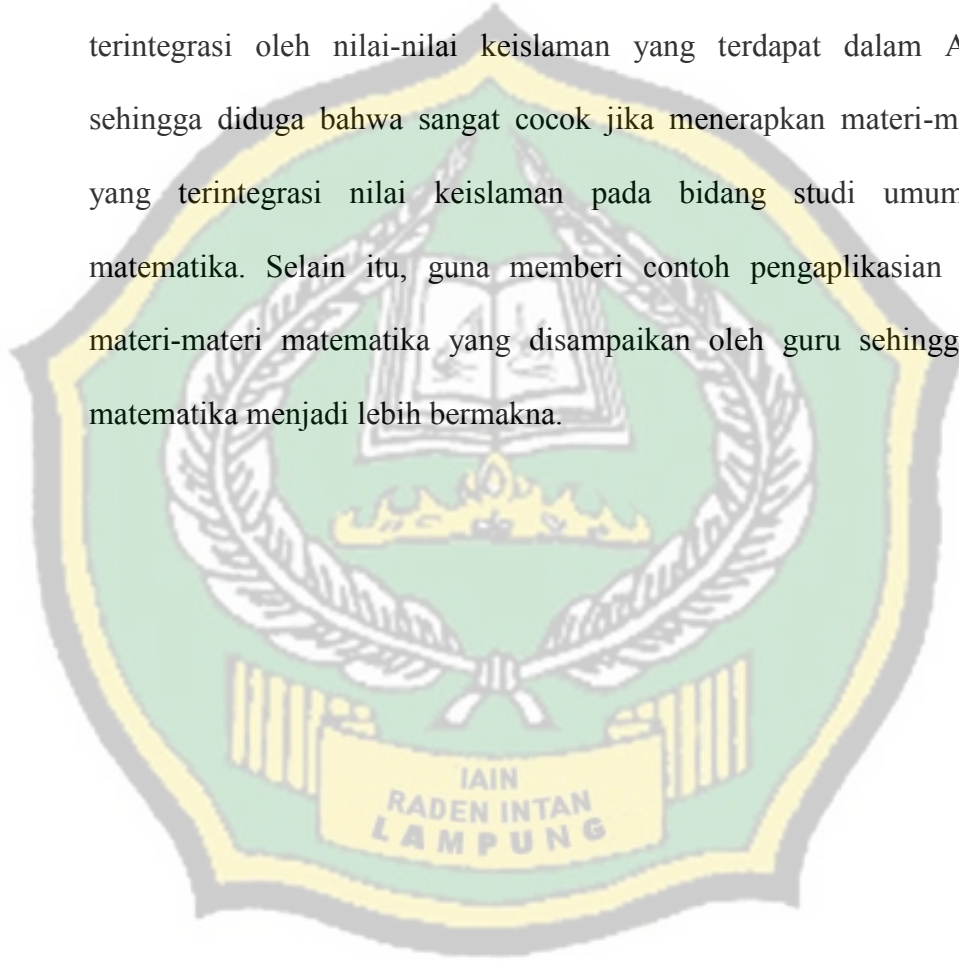 terintegrasi oleh nilai-nilai keislaman yang terdapat dalam A
sehingga diduga bahwa sangat cocok jika menerapkan materi-m
yang terintegrasi nilai keislaman pada bidang studi umum
matematika. Selain itu, guna memberi contoh pengaplikasian
materi-materi matematika yang disampaikan oleh guru sehingg
matematika menjadi lebih bermakna.
IAIN
RADEN INTAN
LAMPUNG